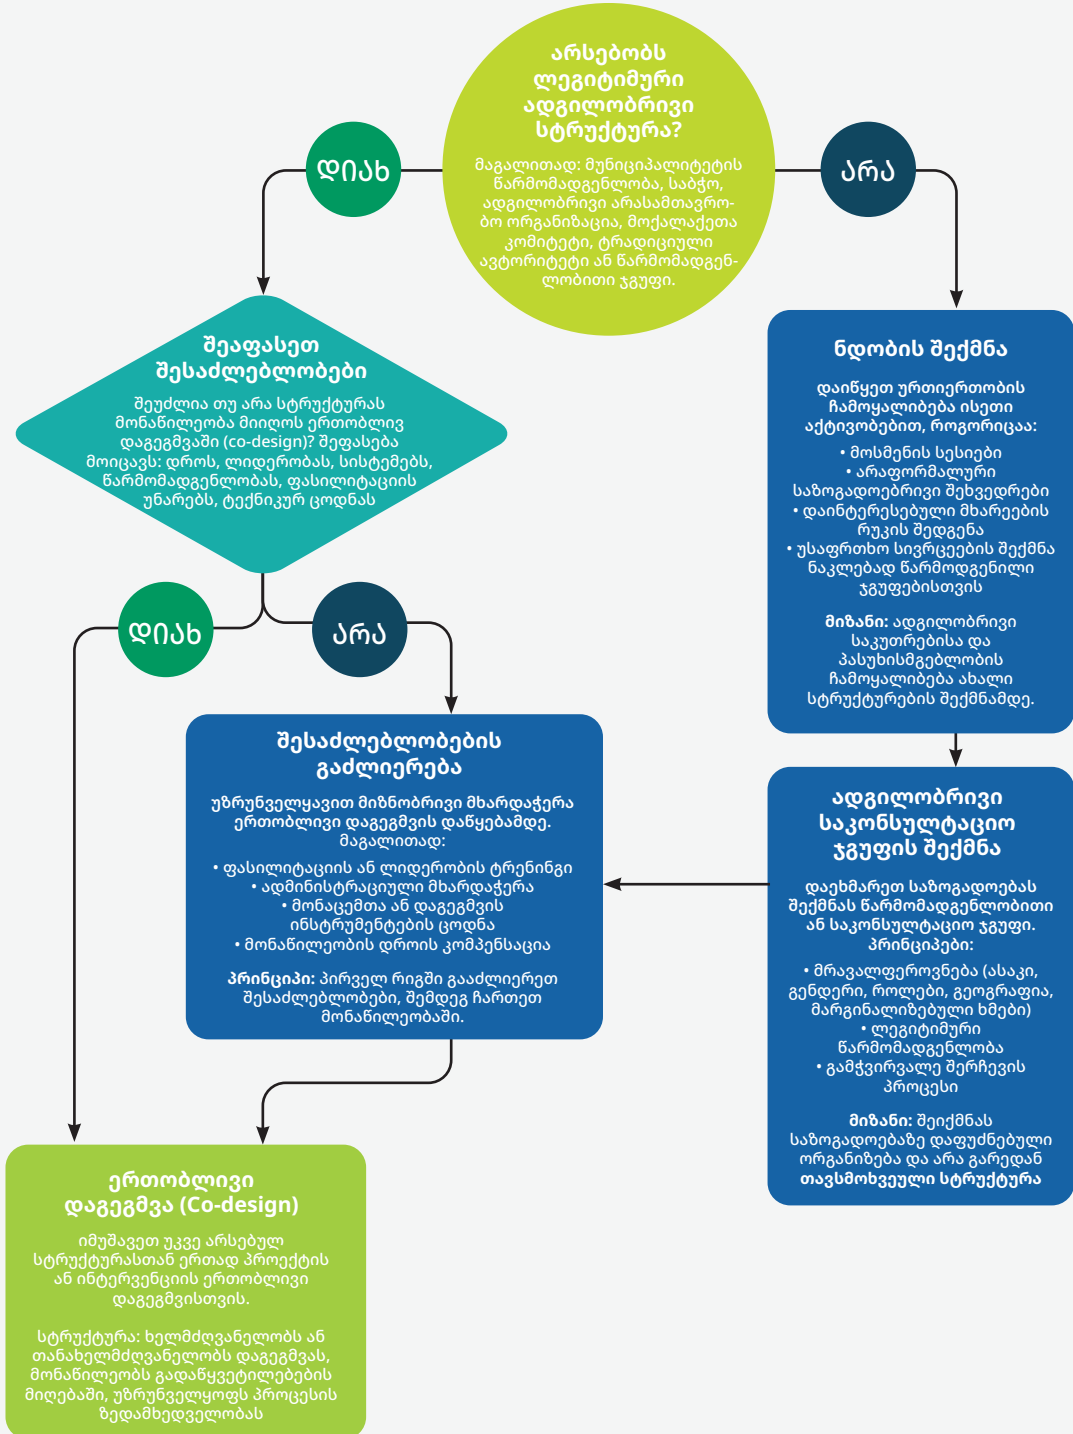 არსებობს
ლეგიტიმური
ადგილობრივი
სტრუქტურა?
მაგალითად: მუნიციპალიტეტის
წარმომადგენლობა, საბჭო,
ადგილობრივი არასამთავრო-
ბო ორგანიზაცია, მოქალაქეთა
კომიტეტი, ტრადიციული
ავტორიტეტი ან წარმომადგენ-
ლობითი ჯგუფი.
დიახ
არა
შეაფასეთ
შესაძლებლობები
შეუძლია თუ არა სტრუქტურას
მონაწილეობა მიიღოს ერთობლივ
დაგეგმვაში (co-design)? შეფასება
მოიცავს: დროს, ლიდერობას, სისტემებს,
წარმომადგენლობას, ფასილიტაციის
უნარებს, ტექნიკურ ცოდნას
ნდობის შექმნა
დაიწყეთ ურთიერთობის
ჩამოყალიბება ისეთი
აქტივობებით, როგორიცაა:
• მოსმენის სესიები
• არაფორმალური
საზოგადოებრივი შეხვედრები
• დაინტერესებული მხარეების
რუკის შედგენა
• უსაფრთხო სივრცეების შექმნა
ნაკლებად წარმოდგენილი
ჯგუფებისთვის
მიზანი: ადგილობრივი
საკუთრებისა და
პასუხისმგებლობის
ჩამოყალიბება ახალი
სტრუქტურების შექმნამდე.
დიახ
არა
შესაძლებლობების
გაძლიერება
უზრუნველყავით მიზნობრივი მხარდაჭერა
ერთობლივი დაგეგმვის დაწყებამდე.
მაგალითად:
• ფასილიტაციის ან ლიდერობის ტრენინგი
• ადმინისტრაციული მხარდაჭერა
• მონაცემთა ან დაგეგმვის
ინსტრუმენტების ცოდნა
• მონაწილეობის დროის კომპენსაცია
პრინციპი: პირველ რიგში გააძლიერეთ
შესაძლებლობები, შემდეგ ჩართეთ
მონაწილეობაში.
ადგილობრივი
საკონსულტაციო
ჯგუფის შექმნა
დაეხმარეთ საზოგადოებას
შექმნას წარმომადგენლობითი
ან საკონსულტაციო ჯგუფი.
პრინციპები:
• მრავალფეროვნება (ასაკი,
გენდერი, როლები, გეოგრაფია,
მარგინალიზებული ხმები)
• ლეგიტიმური
წარმომადგენლობა
• გამჭვირვალე შერჩევის
პროცესი
მიზანი: შეიქმნას
საზოგადოებაზე დაფუძნებული
ორგანიზება და არა გარედან
თავსმოხვეული სტრუქტურა
ერთობლივი
დაგეგმვა (Co-design)
იმუშავეთ უკვე არსებულ
სტრუქტურასთან ერთად პროექტის
ან ინტერვენციის ერთობლივი
დაგეგმვისთვის.
სტრუქტურა: ხელმძღვანელობს ან
თანახელმძღვანელობს დაგეგმვას,
მონაწილეობს გადაწყვეტილებების
მიღებაში, უზრუნველყოფს პროცესის
ზედამხედველობას